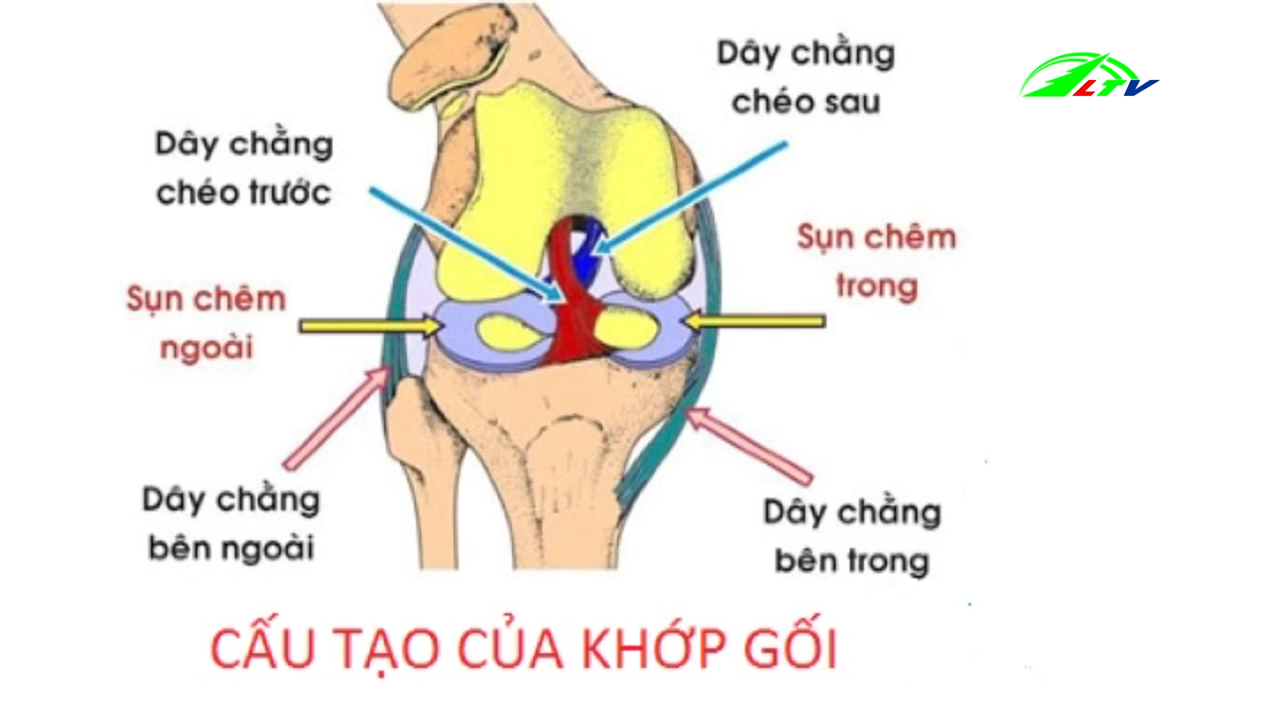 Dây chằng
chéo sau
LTV
Dây chằng
chéo trước
Sụn chêm
trong
Sụn chêm
ngoài
Dây chằng
bên ngoài
Dây chằng
bên trong
CẤU TẠO CỦA KHỚP GỐI